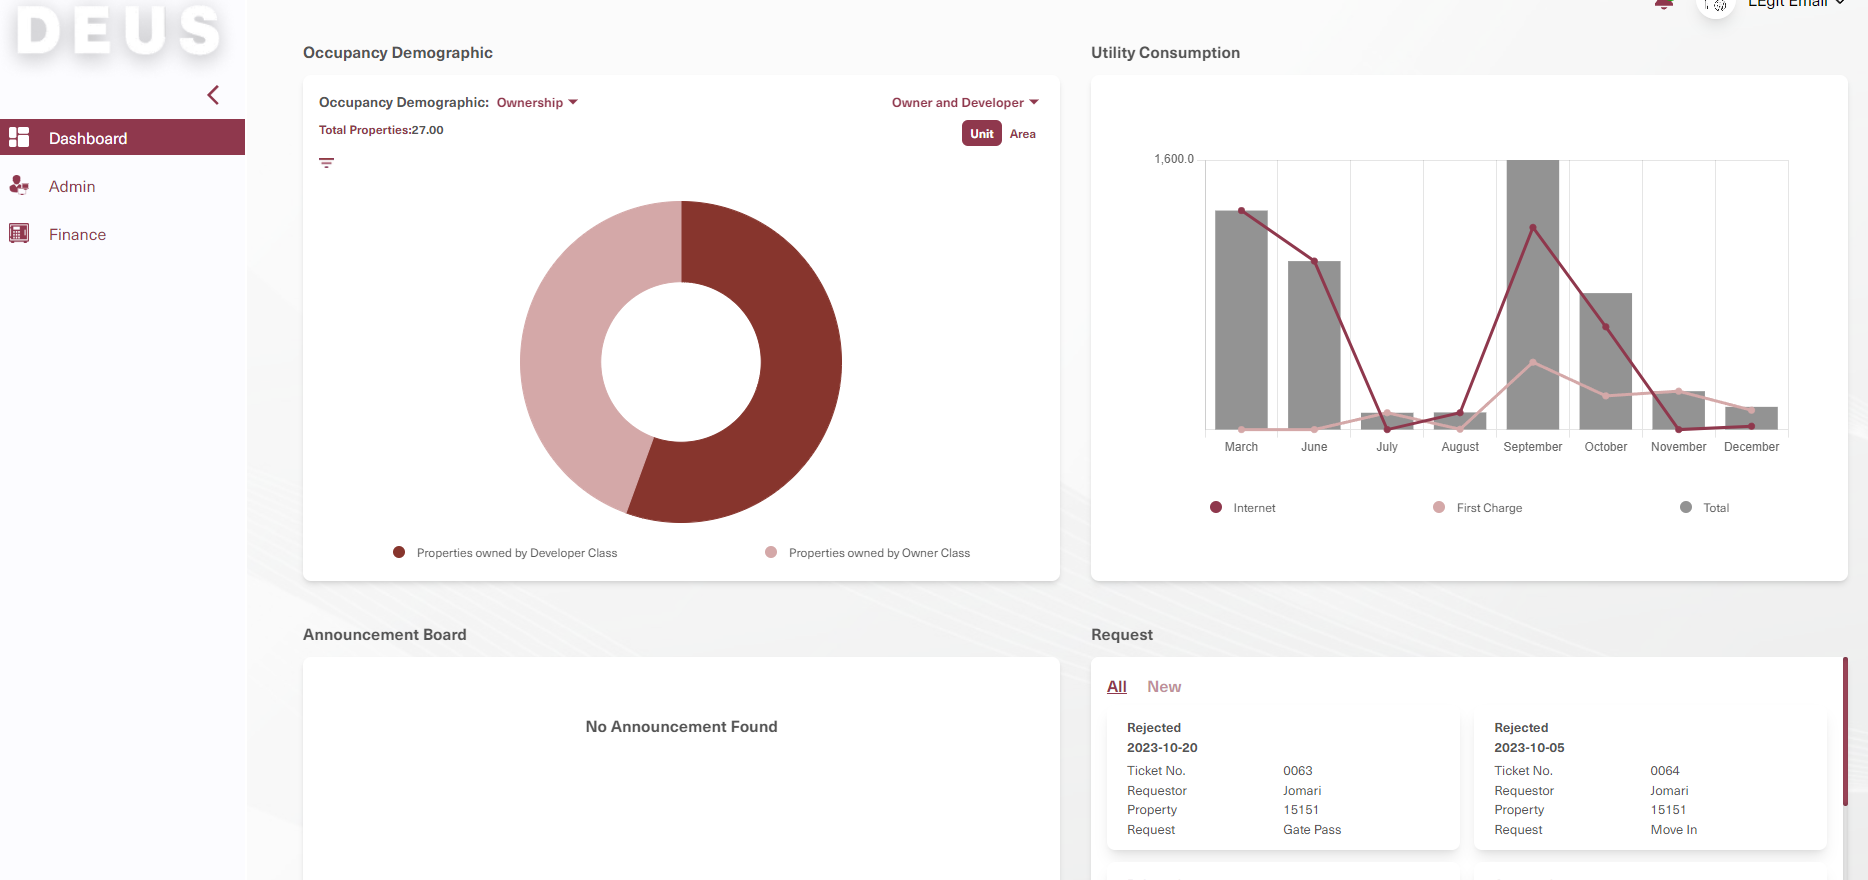 DEUS
LEgit Email
Dashboard
Admin
Finance
Occupancy Demographic
Occupancy Demographic: Ownership
Owner and Developer
Total Properties:27.00
Unit Area
Properties owned by Developer Class
Properties owned by Owner Class
Utility Consumption
1,600.0
March June July August September October November December
Internet First Charge Total
Announcement Board
No Announcement Found
Request
All New
Rejected
2023-10-20
Ticket No. 0063
Requestor Jomari
Property 15151
Request Gate Pass
Rejected
2023-10-05
Ticket No. 0064
Requestor Jomari
Property 15151
Request Move In